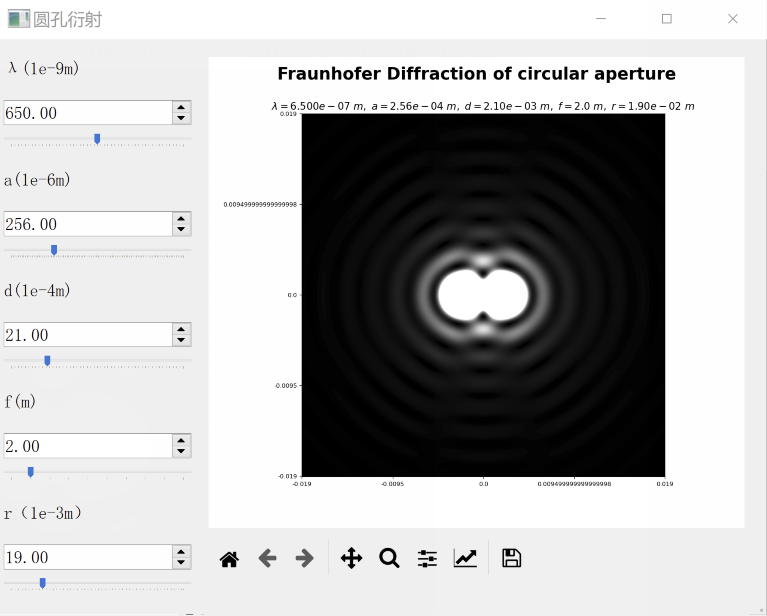 圆孔衍射
λ (1e-9m)
650.00
a(1e-6m)
256.00
d(1e-4m)
21.00
f(m)
2.00
r（1e-3m）
19.00
Fraunhofer Diffraction of circular aperture
λ = 6.500e − 07 m, a = 2.56e − 04 m, d = 2.10e − 03 m, f = 2.0 m, r = 1.90e − 02 m
0.019
0.009499999999999998
0.0
-0.0095
-0.019
-0.019
-0.0095
0.0
0.009499999999999998
0.019